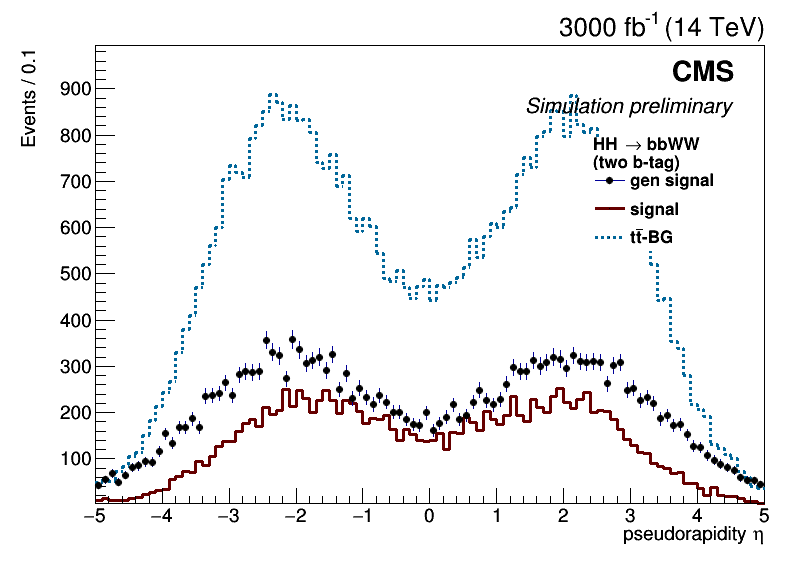 3000 fb⁻¹ (14 TeV)
CMS
Simulation preliminary
HH → bbWW
(two b-tag)
gen signal
signal
tt̄-BG
Events / 0.1
900
800
700
600
500
400
300
200
100
−5 −4 −3 −2 −1 0 1 2 3 4 5
pseudorapidity η